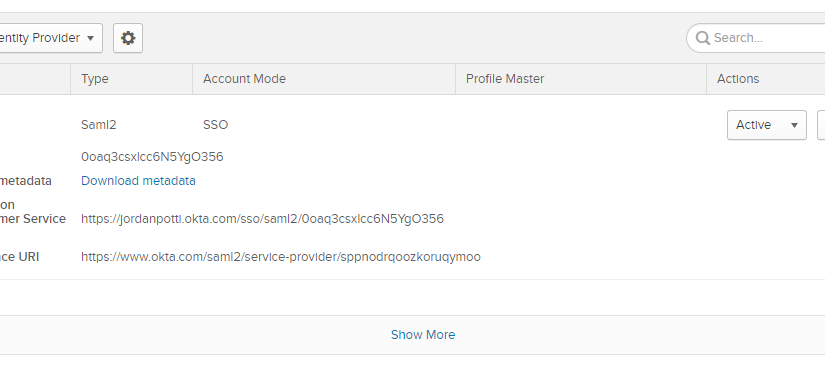 entity Provider
Search...
Type Account Mode Profile Master Actions
Saml2 SSO Active
0oaq3csxlcc6N5YgO356
metadata Download metadata
on
mer Service https://jordanpotti.okta.com/sso/saml2/0oaq3csxlcc6N5YgO356
ce URI https://www.okta.com/saml2/service-provider/sppnodrqoozkoruqymoo
Show More